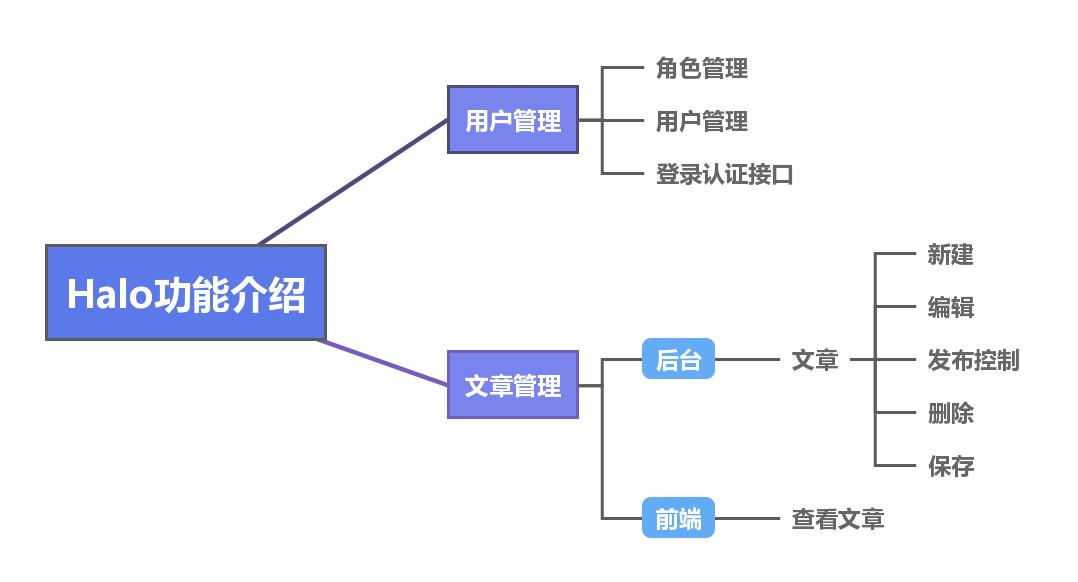 Halo功能介绍
用户管理
角色管理
用户管理
登录认证接口
文章管理
后台
文章
新建
编辑
发布控制
删除
保存
前端
查看文章